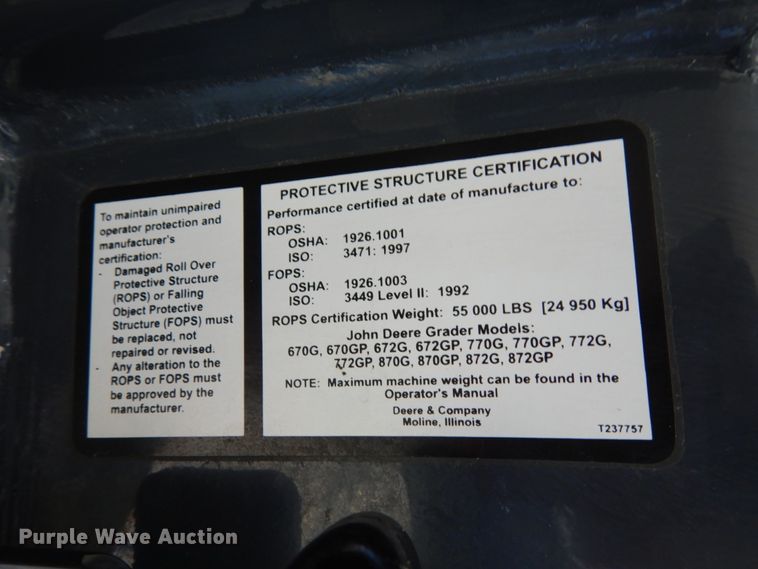 To maintain unimpaired
operator protection and
manufacturer's
certification:
- Damaged Roll Over
Protective Structure
(ROPS) or Falling
Object Protective
Structure (FOPS) must
be replaced, not
repaired or revised.
- Any alteration to the
ROPS or FOPS must
be approved by the
manufacturer.
PROTECTIVE STRUCTURE CERTIFICATION
Performance certified at date of manufacture to:
ROPS:
OSHA: 1926.1001
ISO: 3471: 1997
FOPS:
OSHA: 1926.1003
ISO: 3449 Level II: 1992
ROPS Certification Weight: 55 000 LBS [24 950 Kg]
John Deere Grader Models:
670G, 670GP, 672G, 672GP, 770G, 770GP, 772G,
772GP, 870G, 870GP, 872G, 872GP
NOTE: Maximum machine weight can be found in the
Operator's Manual
Deere & Company
Moline, Illinois
T237757
Purple Wave Auction